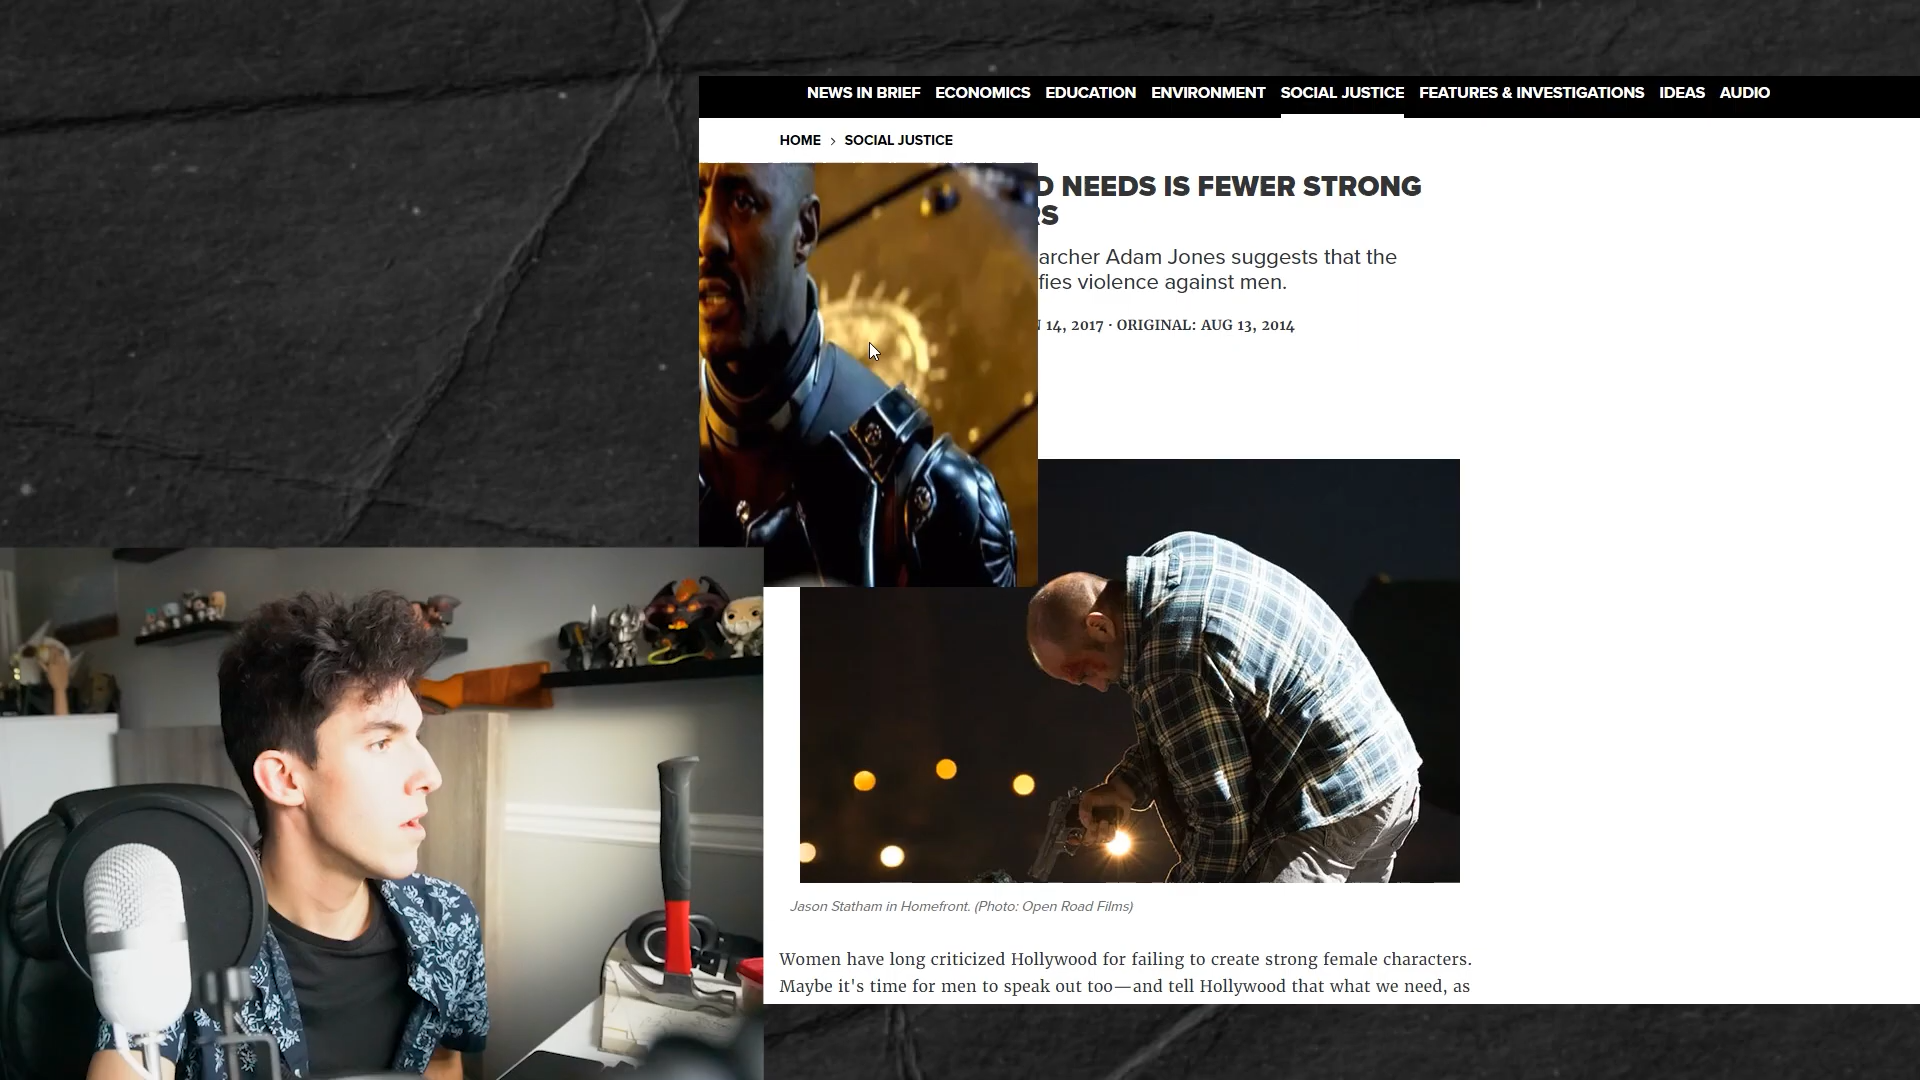 NEWS IN BRIEF ECONOMICS EDUCATION ENVIRONMENT SOCIAL JUSTICE FEATURES & INVESTIGATIONS IDEAS AUDIO
HOME > SOCIAL JUSTICE
NEEDS IS FEWER STRONG
archer Adam Jones suggests that the
fies violence against men.
14, 2017 · ORIGINAL: AUG 13, 2014
Jason Statham in Homefront. (Photo: Open Road Films)
Women have long criticized Hollywood for failing to create strong female characters.
Maybe it's time for men to speak out too—and tell Hollywood that what we need, as